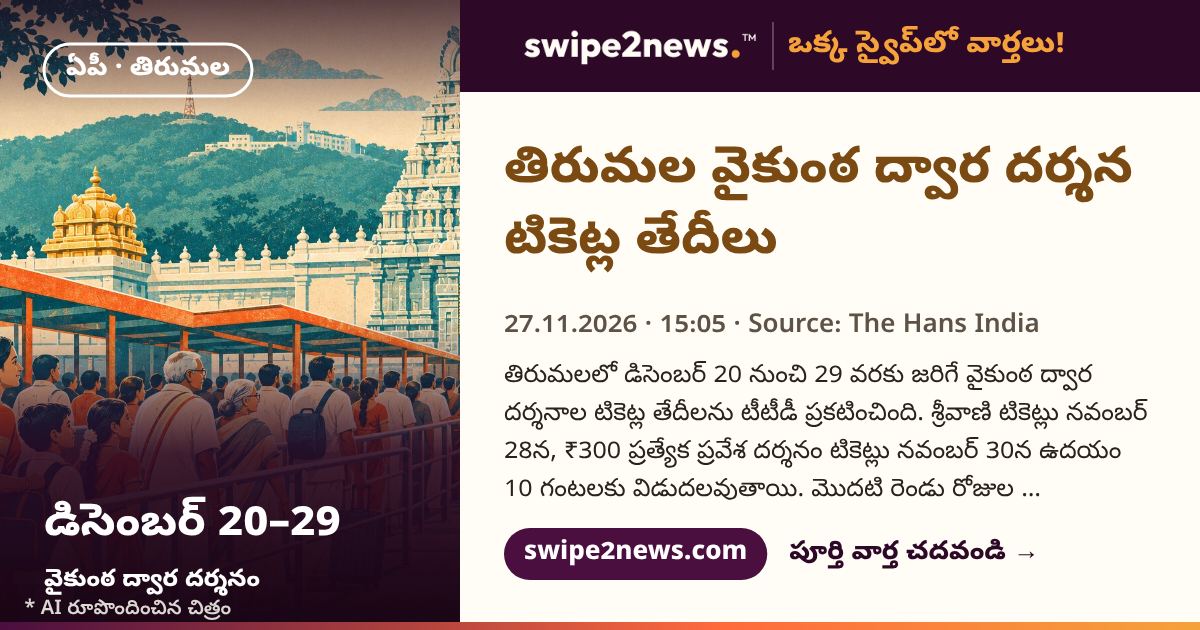 ఏపీ · తిరుమల
swipe2news.™
ఒక్క స్వైప్‌లో వార్తలు!
తిరుమల వైకుంఠ ద్వార దర్శన
టికెట్ల తేదీలు
27.11.2026 · 15:05 · Source: The Hans India
తిరుమలలో డిసెంబర్ 20 నుంచి 29 వరకు జరిగే వైకుంఠ ద్వార
దర్శనాల టికెట్ల తేదీలను టీటీడీ ప్రకటించింది. శ్రీవాణి టికెట్లు నవంబర్
28న, ₹300 ప్రత్యేక ప్రవేశ దర్శనం టికెట్లు నవంబర్ 30న ఉదయం
10 గంటలకు విడుదలవుతాయి. మొదటి రెండు రోజుల ...
swipe2news.com
పూర్తి వార్త చదవండి →
డిసెంబర్ 20–29
వైకుంఠ ద్వార దర్శనం
* AI రూపొందించిన చిత్రం